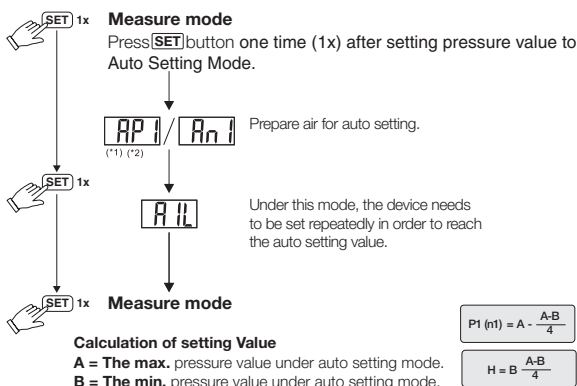 SET 1x Measure mode
Press SET button one time (1x) after setting pressure value to
Auto Setting Mode.
AP1 / An1 Prepare air for auto setting.
(*1) (*2)
SET 1x
A1L Under this mode, the device needs
to be set repeatedly in order to reach
the auto setting value.
SET 1x Measure mode
P1 (n1) = A - A-B
4
Calculation of setting Value
A = The max. pressure value under auto setting mode.
H = B A-B
4
B = The min. pressure value under auto setting mode.